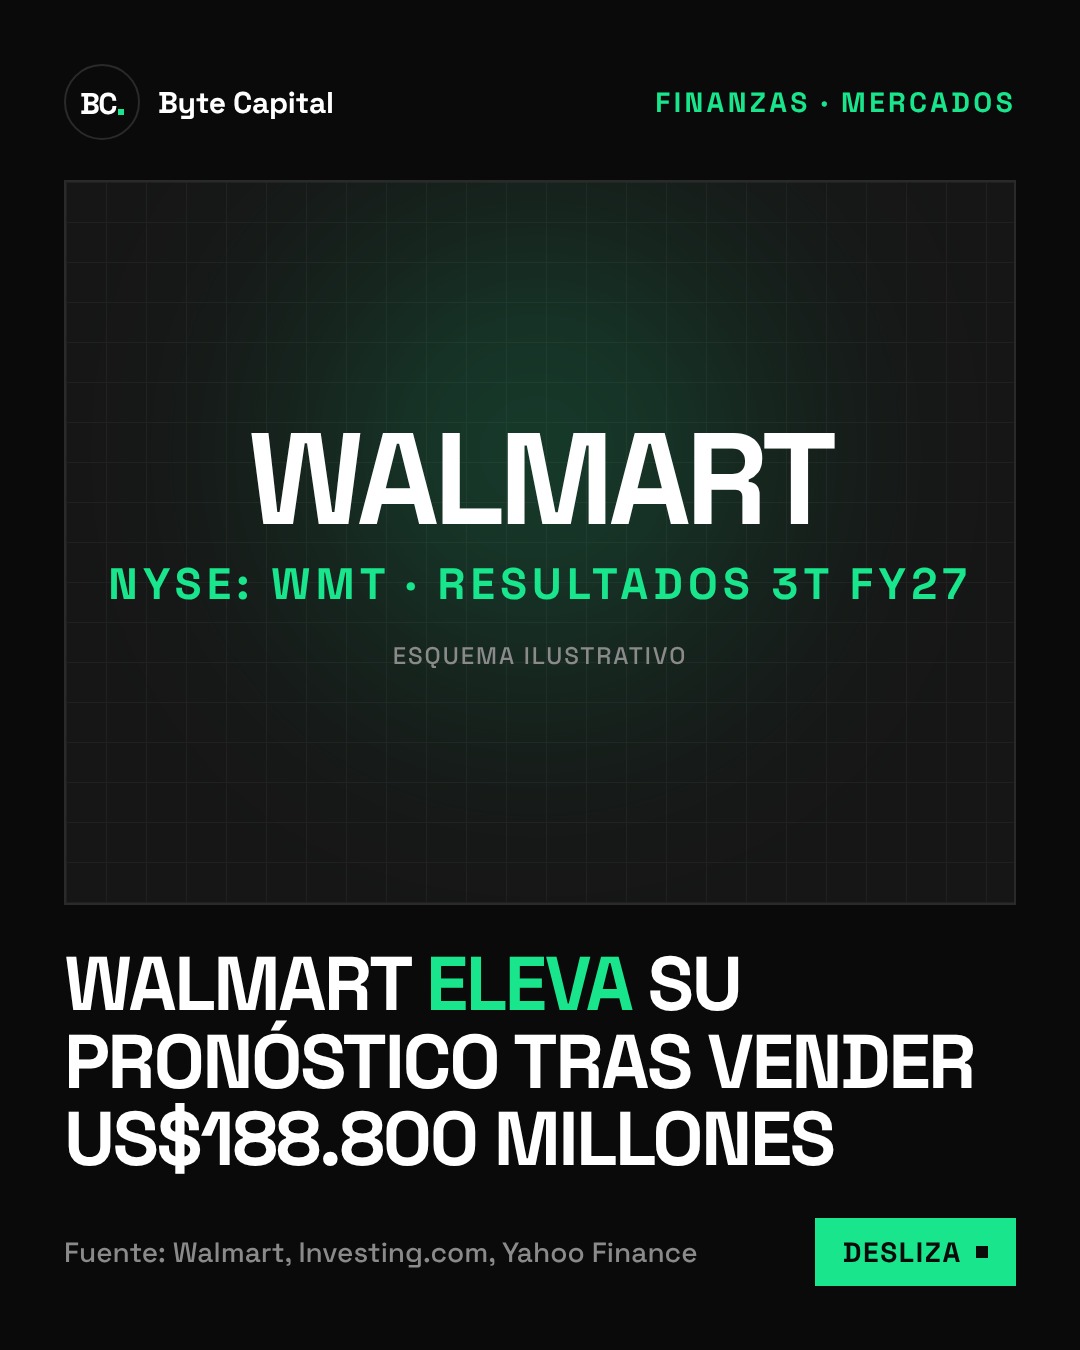 BC.
Byte Capital
FINANZAS · MERCADOS
WALMART
NYSE: WMT · RESULTADOS 3T FY27
ESQUEMA ILUSTRATIVO
WALMART ELEVA SU
PRONÓSTICO TRAS VENDER
US$188.800 MILLONES
Fuente: Walmart, Investing.com, Yahoo Finance
DESLIZA